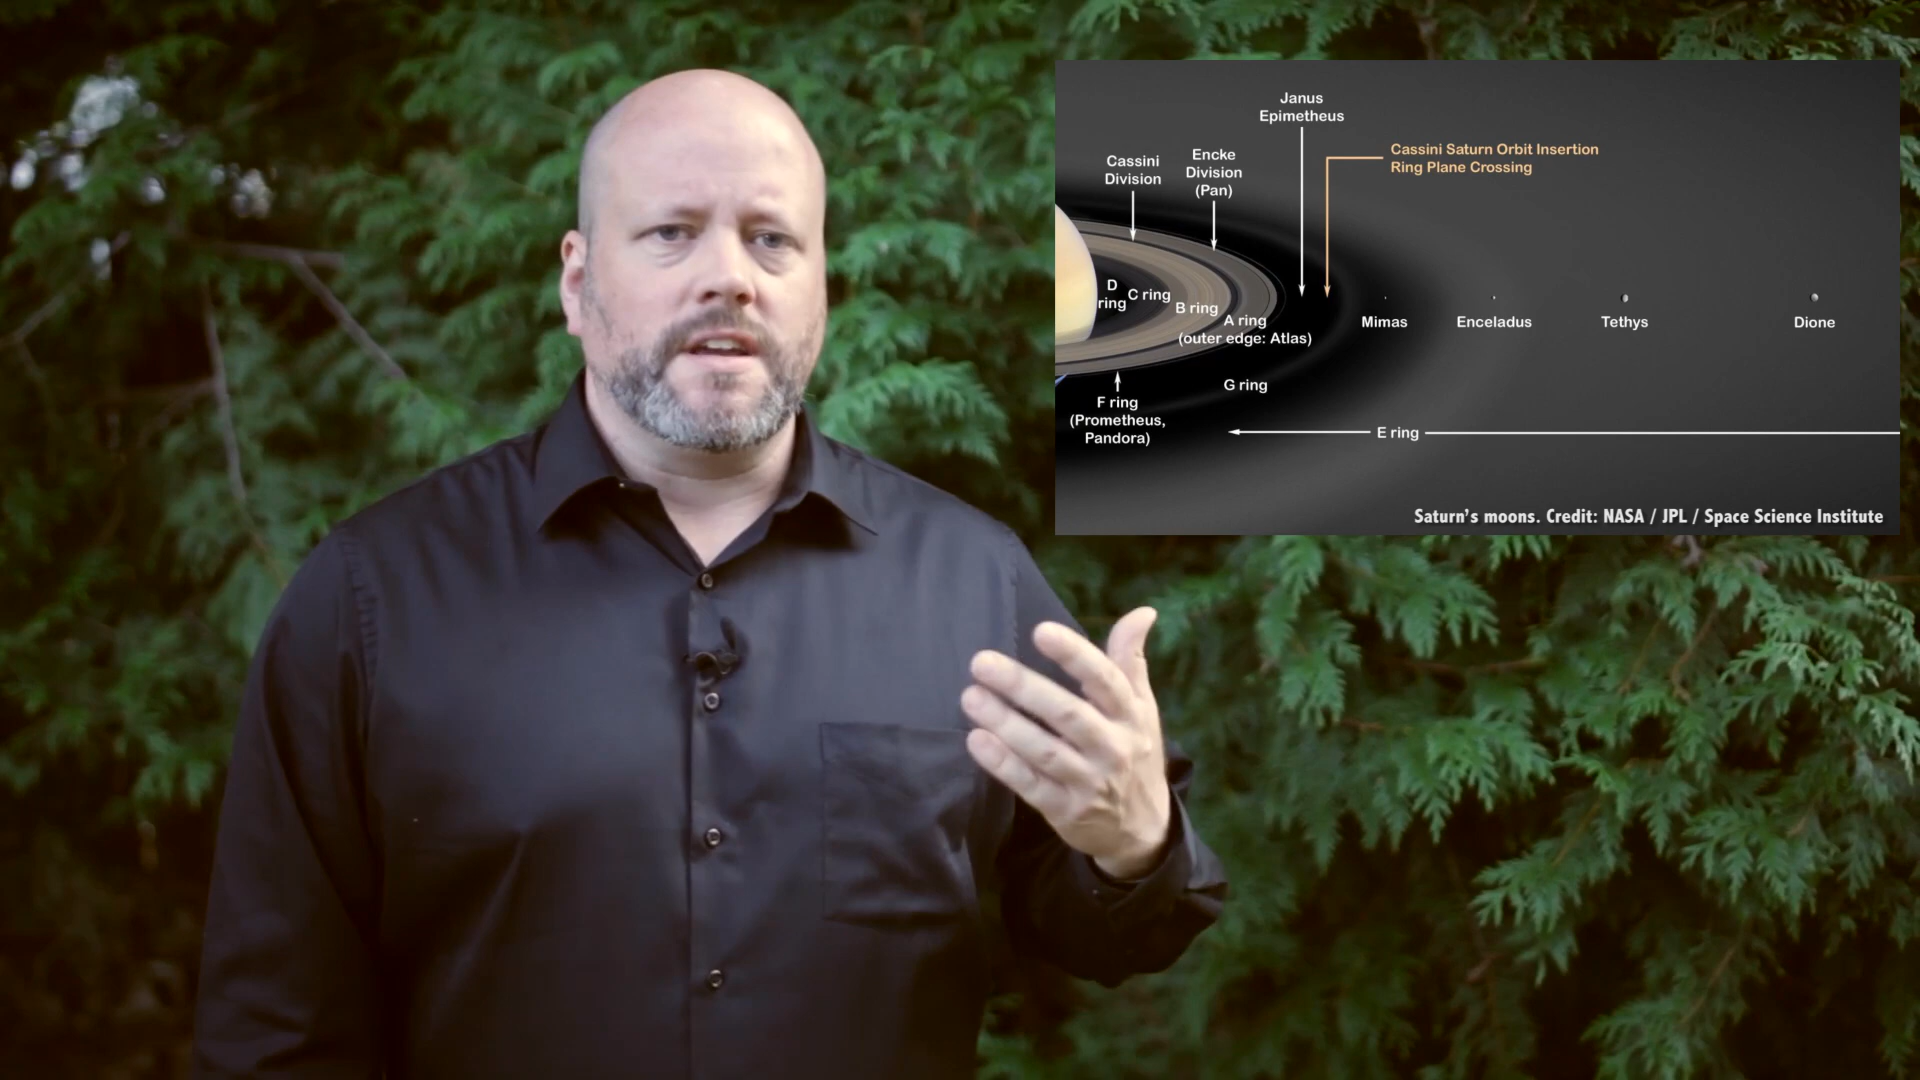 Janus
Epimetheus
Cassini Saturn Orbit Insertion
Ring Plane Crossing
Cassini
Division
Encke
Division
(Pan)
D
ring
C ring
B ring
A ring
(outer edge: Atlas)
Mimas
Enceladus
Tethys
Dione
G ring
F ring
(Prometheus,
Pandora)
E ring
Saturn's moons. Credit: NASA / JPL / Space Science Institute